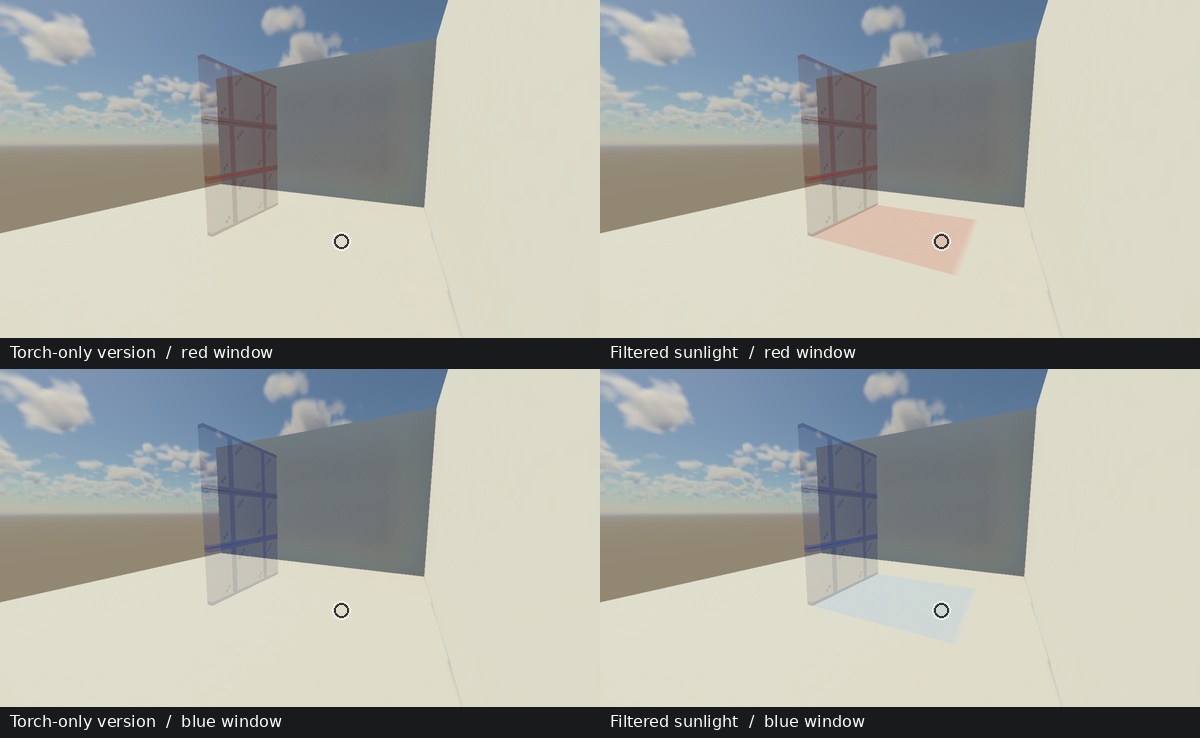 Torch-only version  /  red window
Filtered sunlight  /  red window
Torch-only version  /  blue window
Filtered sunlight  /  blue window